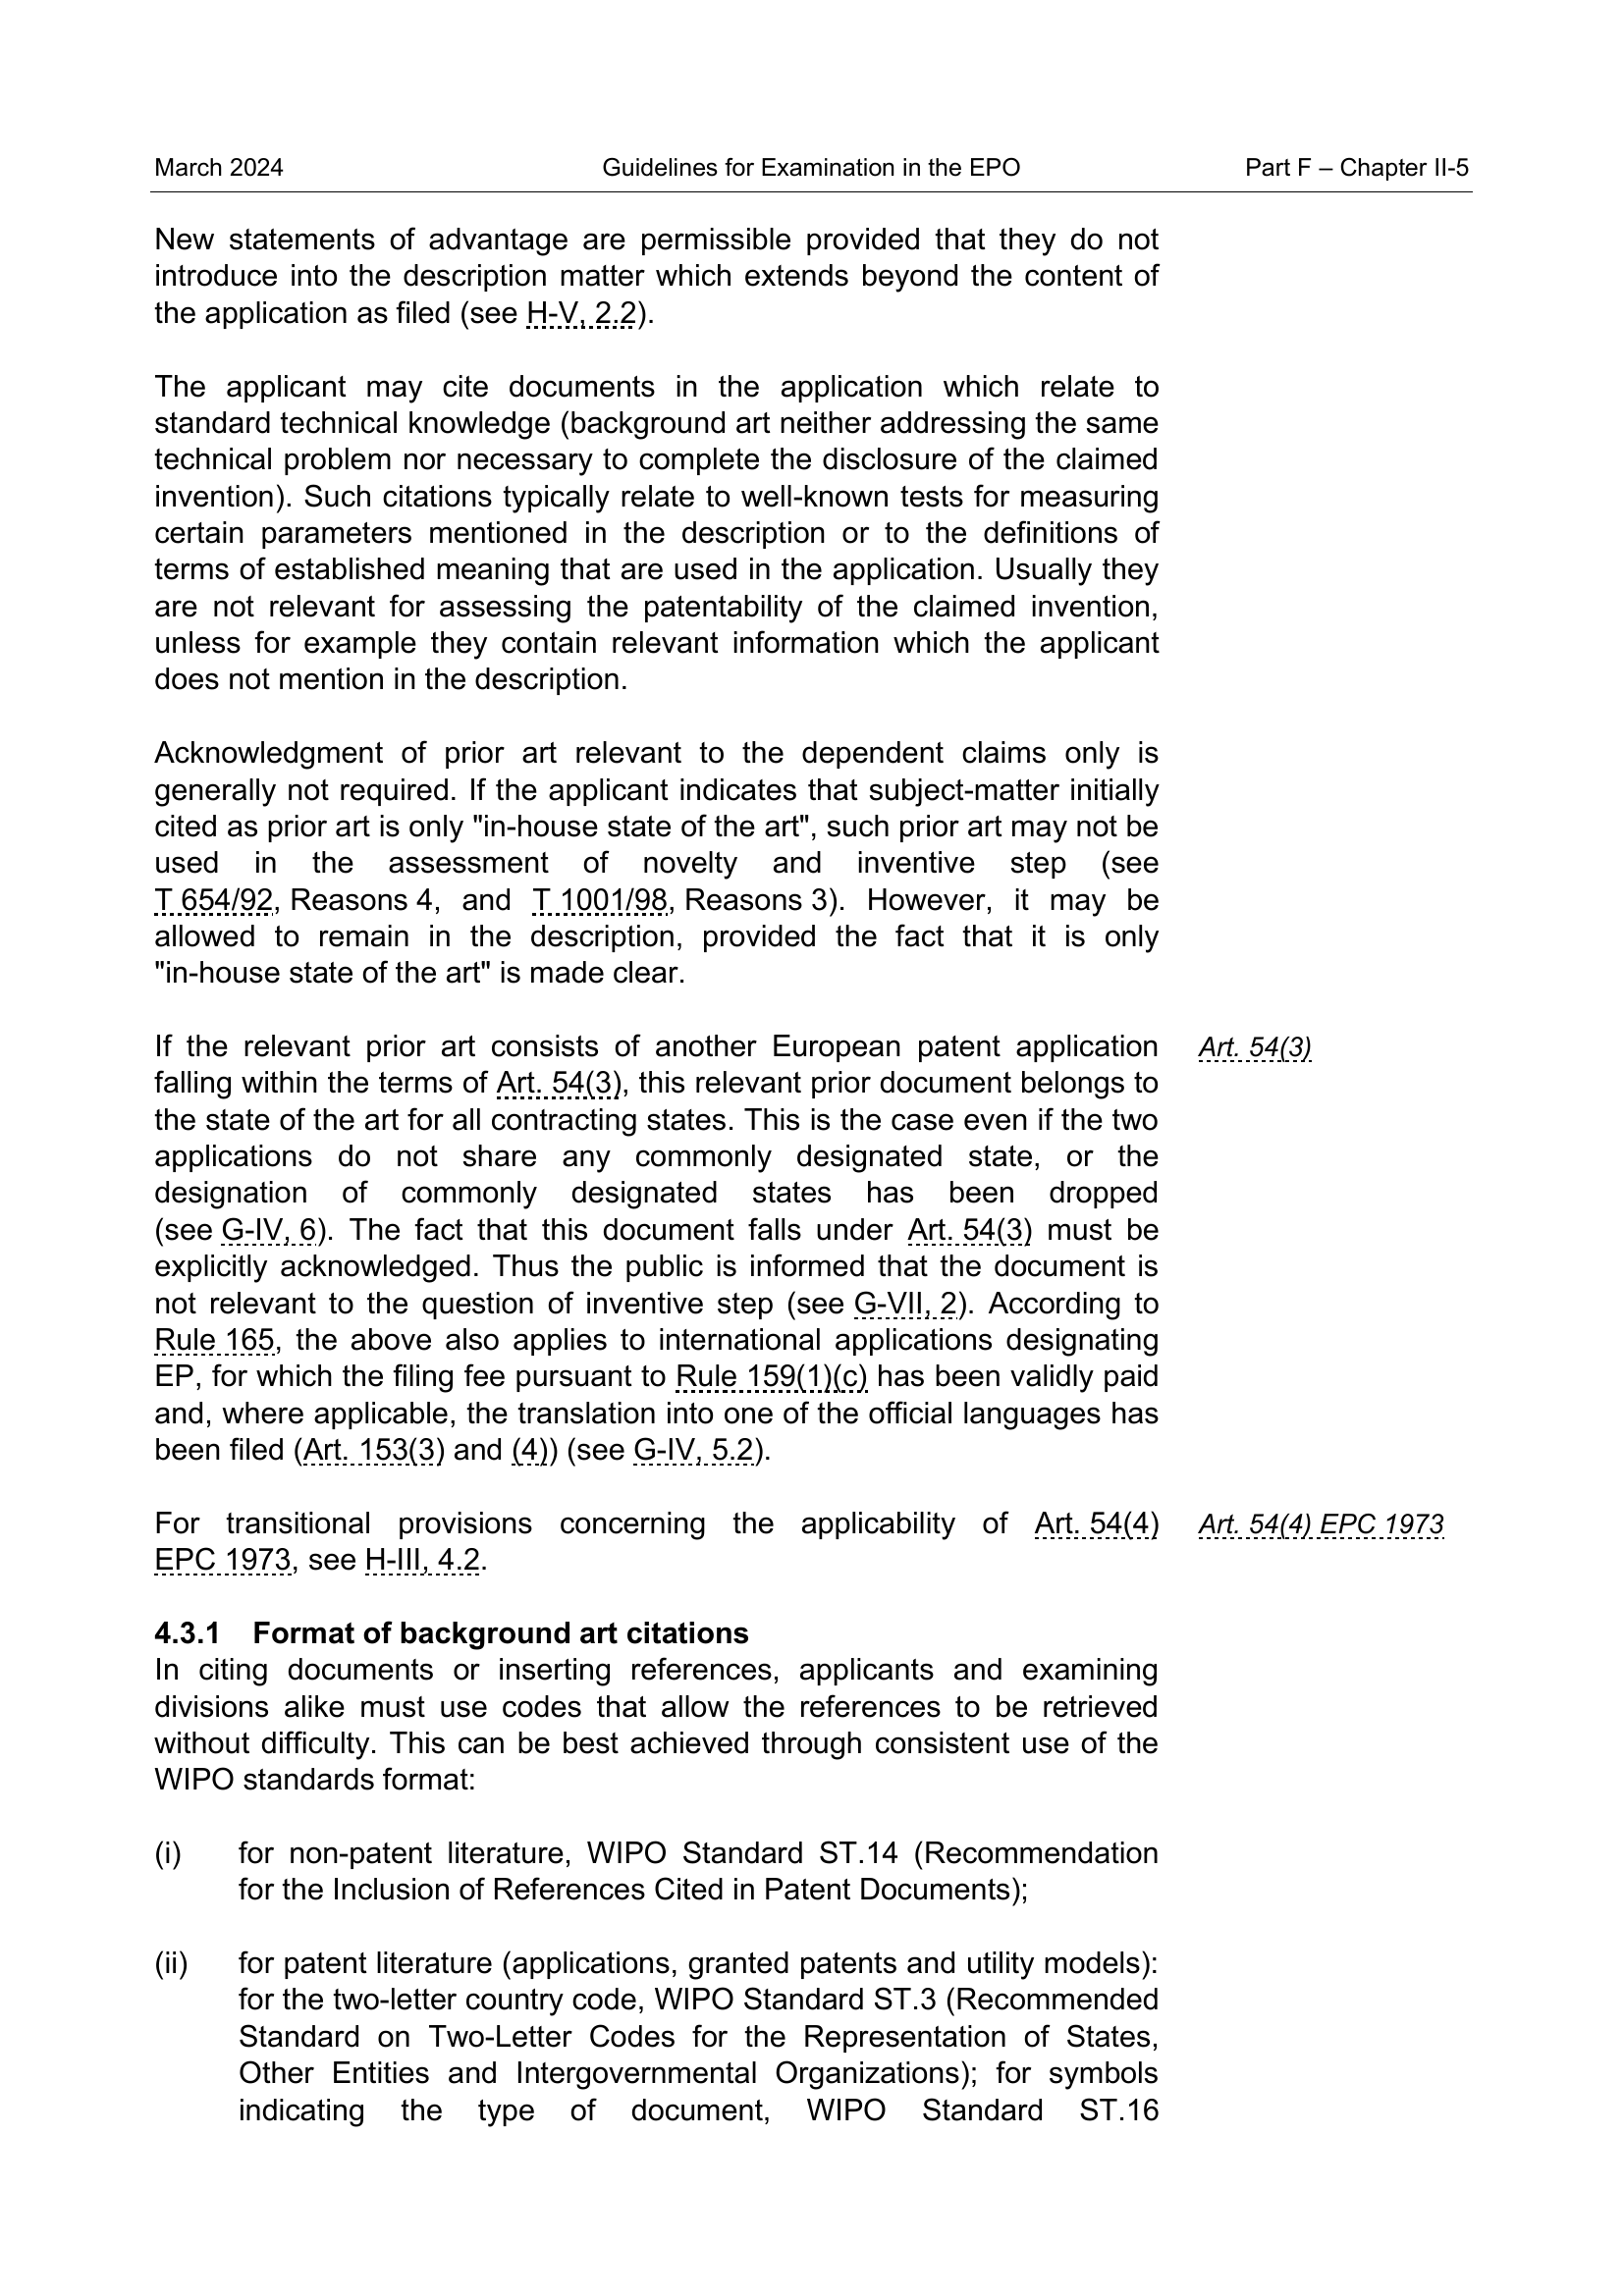 March 2024 Guidelines for Examination in the EPO Part F – Chapter II-5
New statements of advantage are permissible provided that they do not
introduce into the description matter which extends beyond the content of
the application as filed (see H-V, 2.2).
The applicant may cite documents in the application which relate to
standard technical knowledge (background art neither addressing the same
technical problem nor necessary to complete the disclosure of the claimed
invention). Such citations typically relate to well-known tests for measuring
certain parameters mentioned in the description or to the definitions of
terms of established meaning that are used in the application. Usually they
are not relevant for assessing the patentability of the claimed invention,
unless for example they contain relevant information which the applicant
does not mention in the description.
Acknowledgment of prior art relevant to the dependent claims only is
generally not required. If the applicant indicates that subject-matter initially
cited as prior art is only "in-house state of the art", such prior art may not be
used in the assessment of novelty and inventive step (see
T 654/92, Reasons 4, and T 1001/98, Reasons 3). However, it may be
allowed to remain in the description, provided the fact that it is only
"in-house state of the art" is made clear.
If the relevant prior art consists of another European patent application Art. 54(3)
falling within the terms of Art. 54(3), this relevant prior document belongs to
the state of the art for all contracting states. This is the case even if the two
applications do not share any commonly designated state, or the
designation of commonly designated states has been dropped
(see G-IV, 6). The fact that this document falls under Art. 54(3) must be
explicitly acknowledged. Thus the public is informed that the document is
not relevant to the question of inventive step (see G-VII, 2). According to
Rule 165, the above also applies to international applications designating
EP, for which the filing fee pursuant to Rule 159(1)(c) has been validly paid
and, where applicable, the translation into one of the official languages has
been filed (Art. 153(3) and (4)) (see G-IV, 5.2).
For transitional provisions concerning the applicability of Art. 54(4) Art. 54(4) EPC 1973
EPC 1973, see H-III, 4.2.
4.3.1 Format of background art citations
In citing documents or inserting references, applicants and examining
divisions alike must use codes that allow the references to be retrieved
without difficulty. This can be best achieved through consistent use of the
WIPO standards format:
(i) for non-patent literature, WIPO Standard ST.14 (Recommendation
for the Inclusion of References Cited in Patent Documents);
(ii) for patent literature (applications, granted patents and utility models):
for the two-letter country code, WIPO Standard ST.3 (Recommended
Standard on Two-Letter Codes for the Representation of States,
Other Entities and Intergovernmental Organizations); for symbols
indicating the type of document, WIPO Standard ST.16